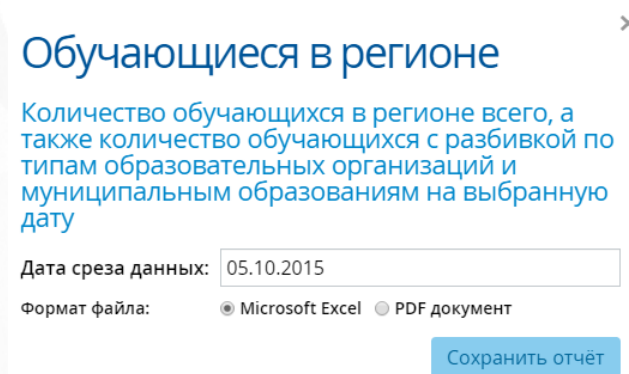 Обучающиеся в регионе
Количество обучающихся в регионе всего, а
также количество обучающихся с разбивкой по
типам образовательных организаций и
муниципальным образованиям на выбранную
дату
Дата среза данных: 05.10.2015
Формат файла: Microsoft Excel PDF документ
Сохранить отчёт